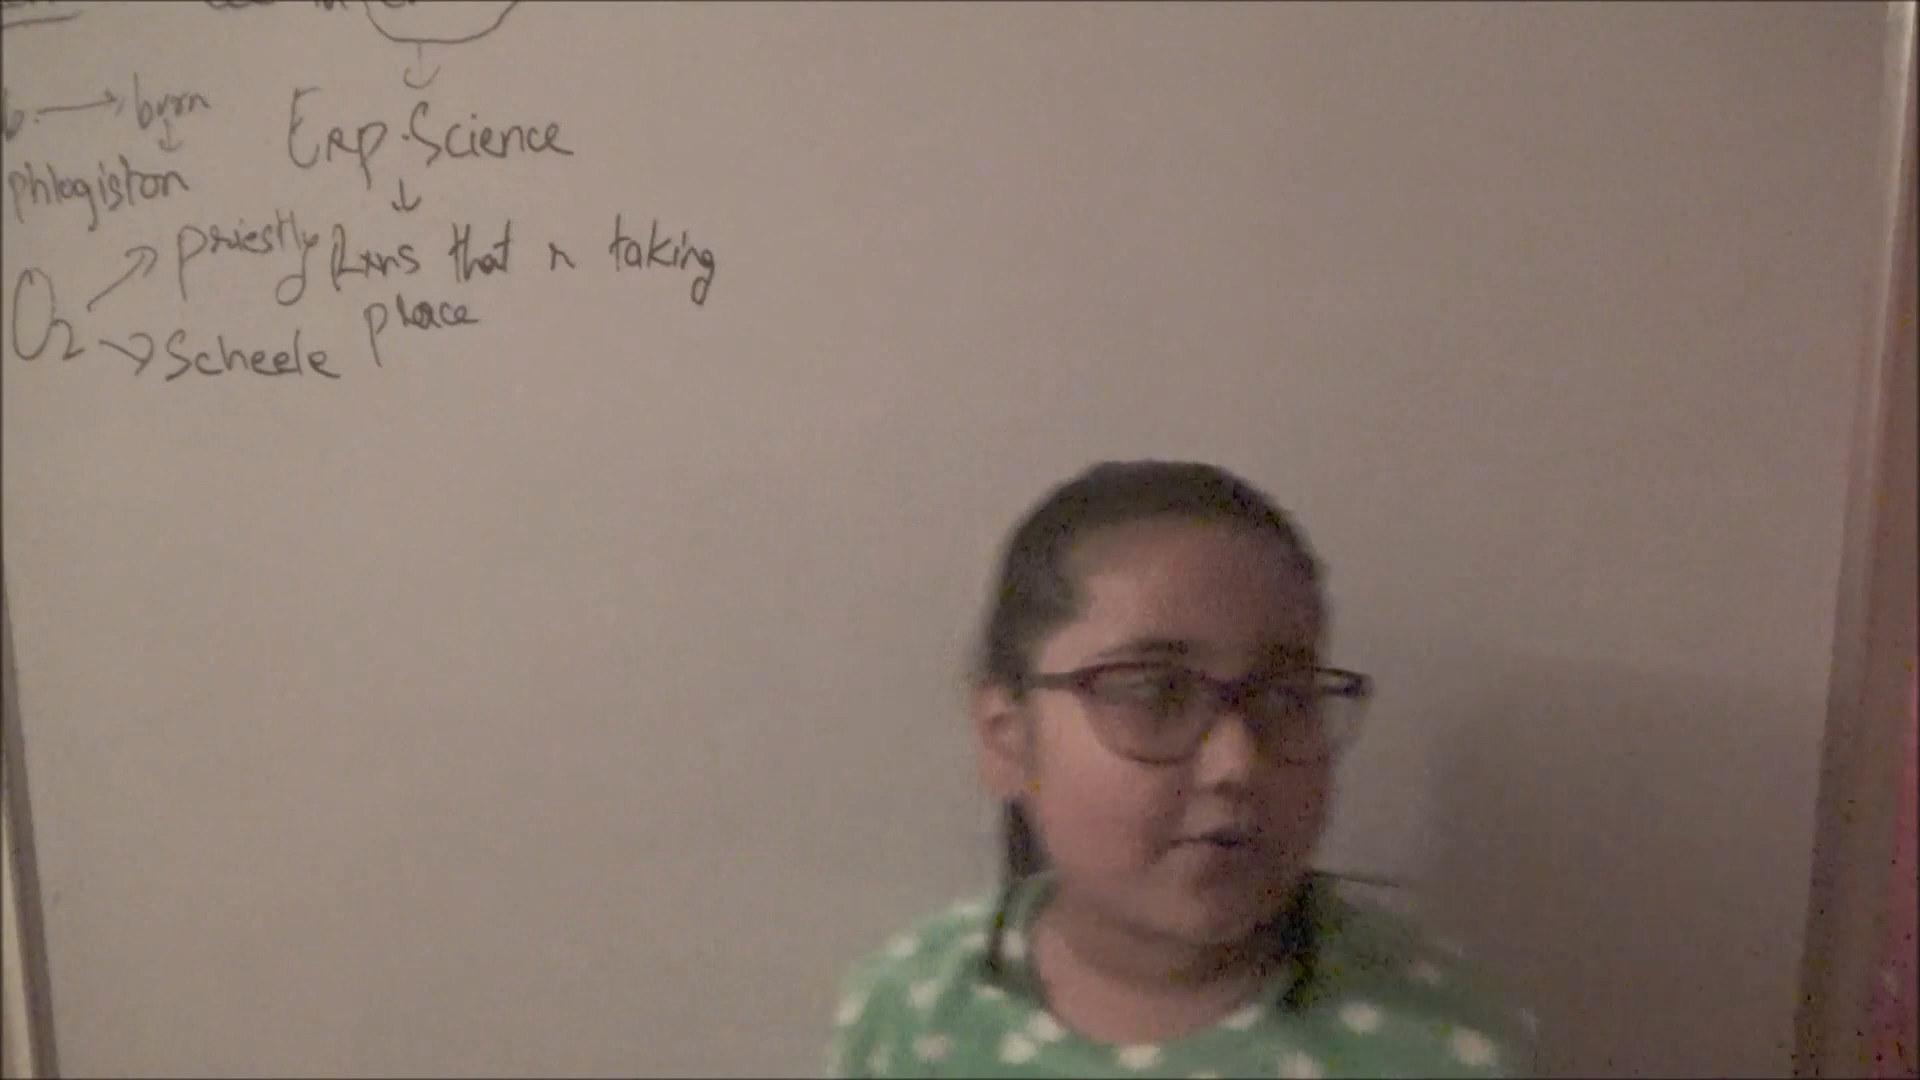 → burn
↓
phlogiston
O2
↗ priestly
↘ Scheele
↓
Exp. Science
↓
Rxns that r taking
place